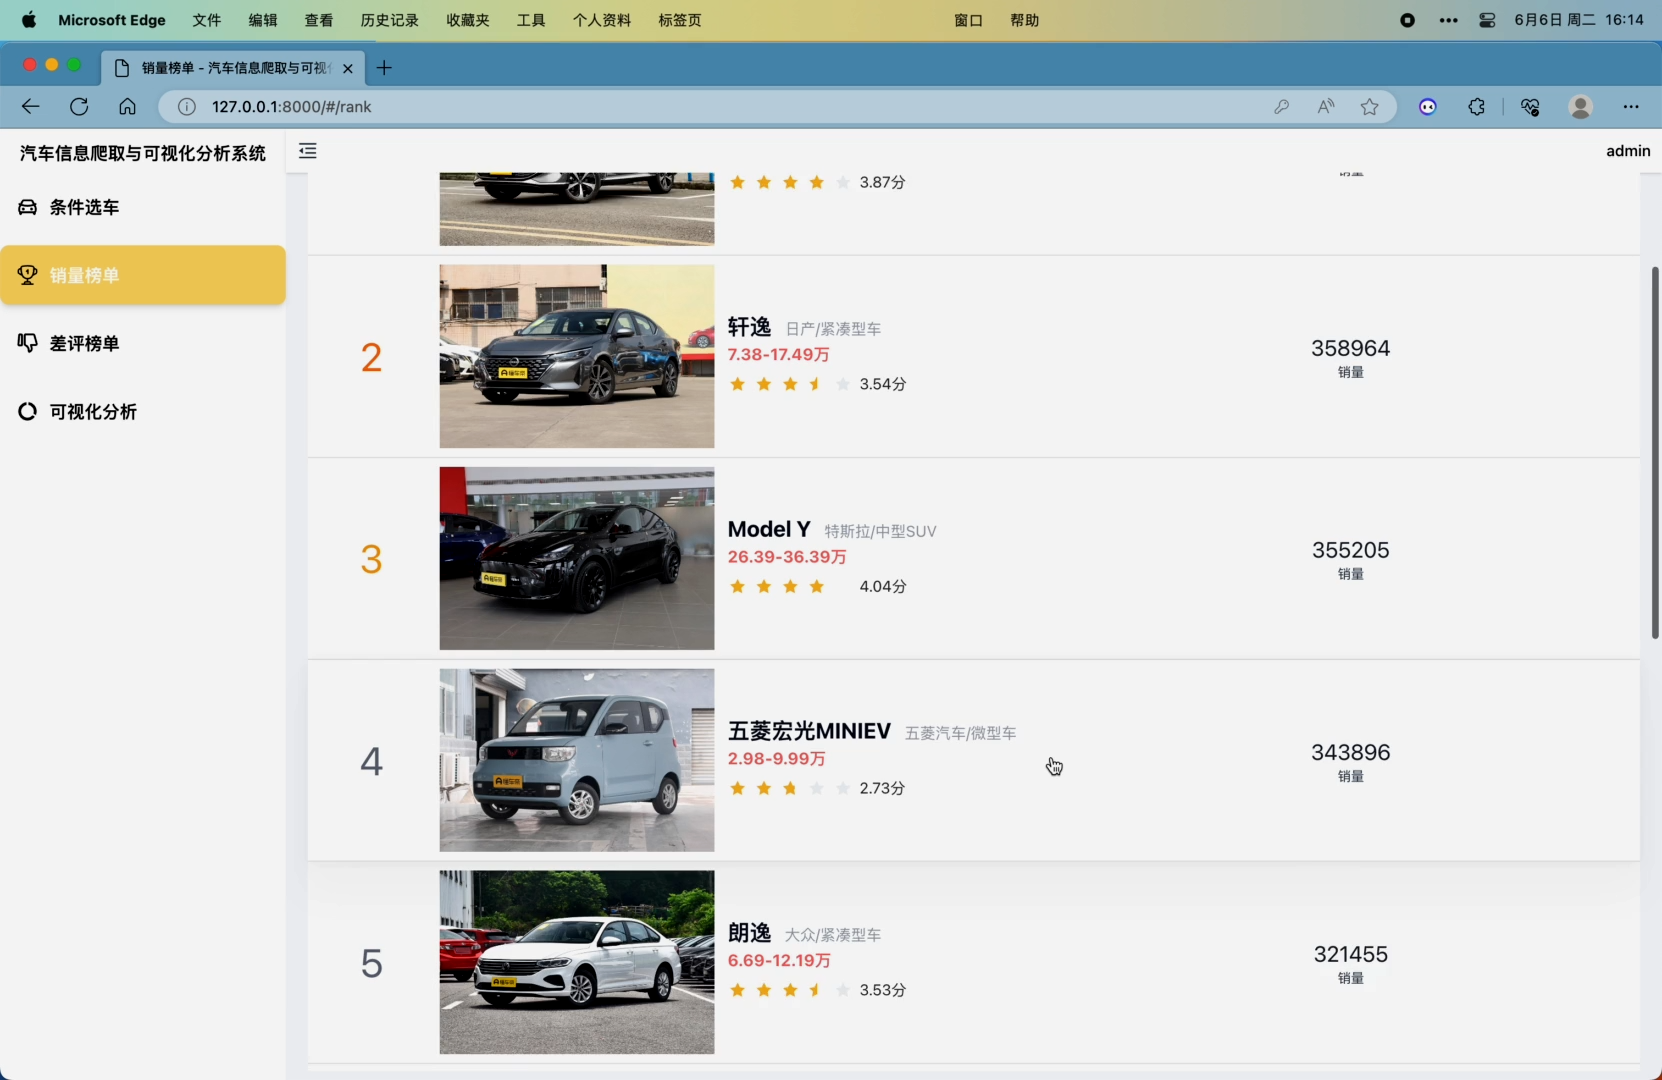 Microsoft Edge 文件 编辑 查看 历史记录 收藏夹 工具 个人资料 标签页 窗口 帮助 6月6日 周二 16:14
销量榜单 - 汽车信息爬取与可视
127.0.0.1:8000/#/rank
汽车信息爬取与可视化分析系统
admin
条件选车
销量榜单
差评榜单
可视化分析
3.87分
销量
2
轩逸 日产/紧凑型车
7.38-17.49万
3.54分
358964
销量
3
Model Y 特斯拉/中型SUV
26.39-36.39万
4.04分
355205
销量
4
五菱宏光MINIEV 五菱汽车/微型车
2.98-9.99万
2.73分
343896
销量
5
朗逸 大众/紧凑型车
6.69-12.19万
3.53分
321455
销量